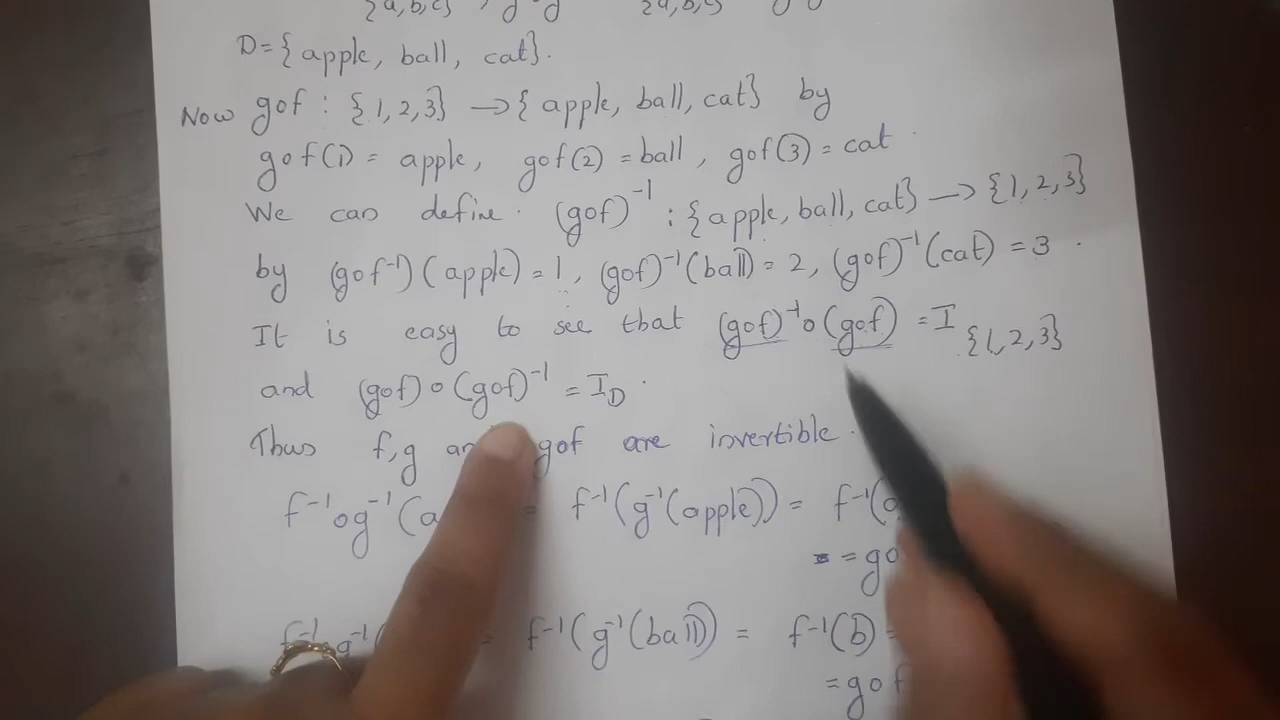 {a,b,c}
{a,b,c}
D = {apple, ball, cat}.
Now gof : {1,2,3} → {apple, ball, cat} by
gof(1) = apple, gof(2) = ball, gof(3) = cat.
We can define. (gof)⁻¹ : {apple, ball, cat} → {1,2,3}
by (gof⁻¹)(apple) = 1, (gof)⁻¹(ball) = 2, (gof)⁻¹(cat) = 3.
It is easy to see that (gof)⁻¹o(gof) = I{1,2,3}
and (gof)o(gof)⁻¹ = I_D.
Thus f,g gof are invertible.
f⁻¹og⁻¹(a = f⁻¹(g⁻¹(apple)) = f⁻¹(
= go
f⁻¹ g⁻¹( = f⁻¹(g⁻¹(ball)) = f⁻¹(b) =
= gof